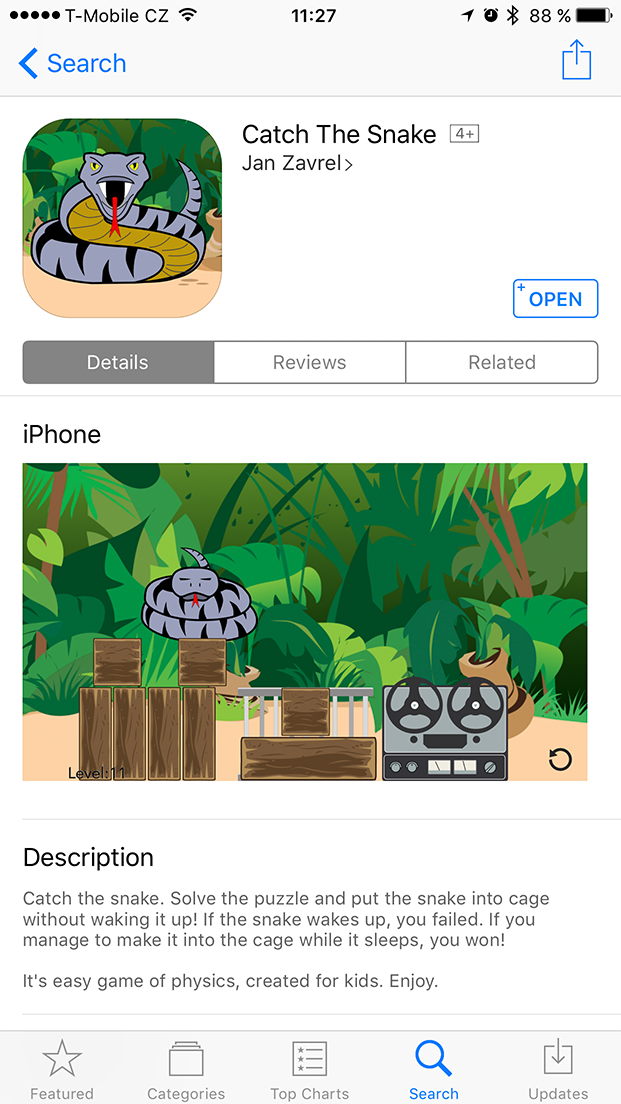 T-Mobile CZ 11:27 88 %
Search
Catch The Snake 4+
Jan Zavrel
+ OPEN
Details Reviews Related
iPhone
Level:11
Description
Catch the snake. Solve the puzzle and put the snake into cage
without waking it up! If the snake wakes up, you failed. If you
manage to make it into the cage while it sleeps, you won!
It's easy game of physics, created for kids. Enjoy.
Featured Categories Top Charts Search Updates